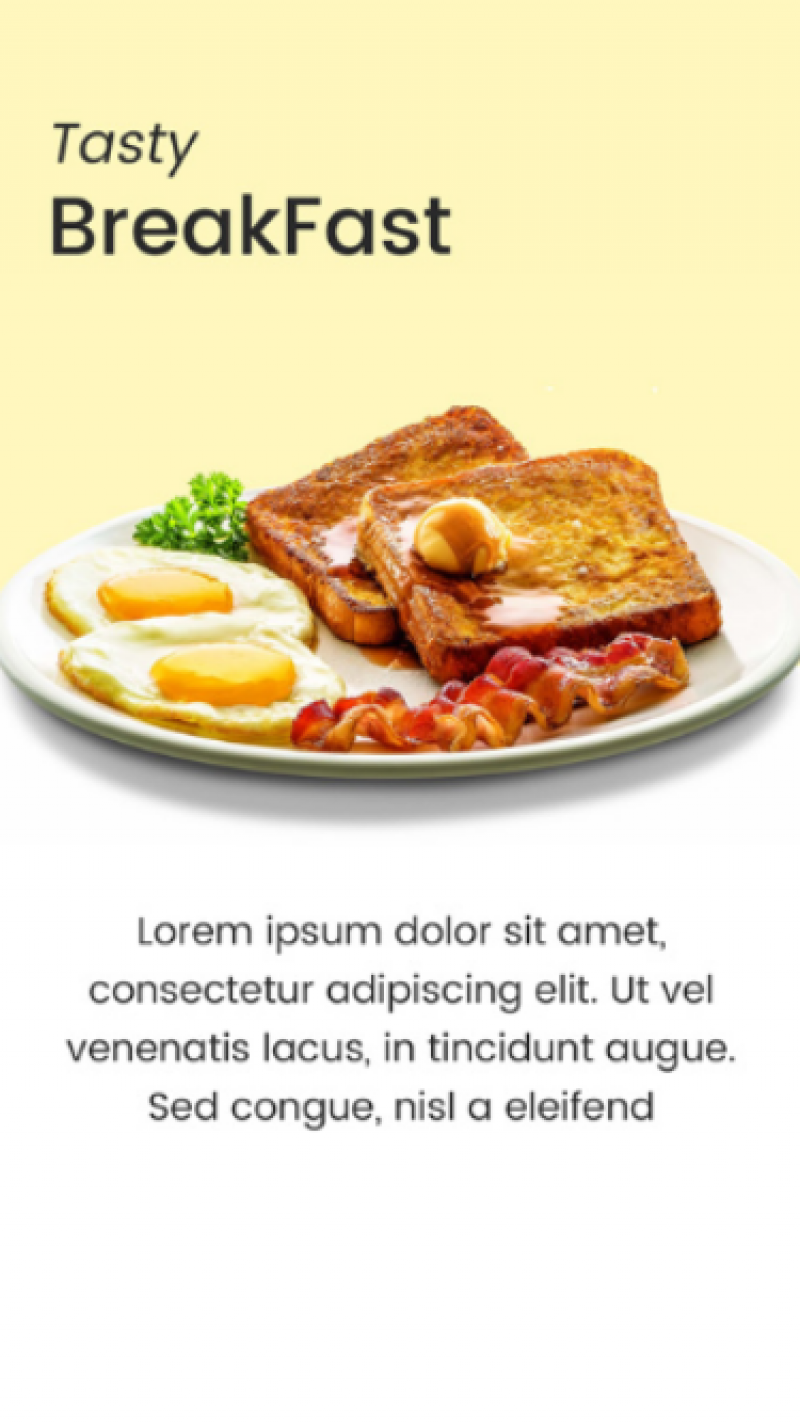 Tasty
BreakFast
Lorem ipsum dolor sit amet,
consectetur adipiscing elit. Ut vel
venenatis lacus, in tincidunt augue.
Sed congue, nisl a eleifend